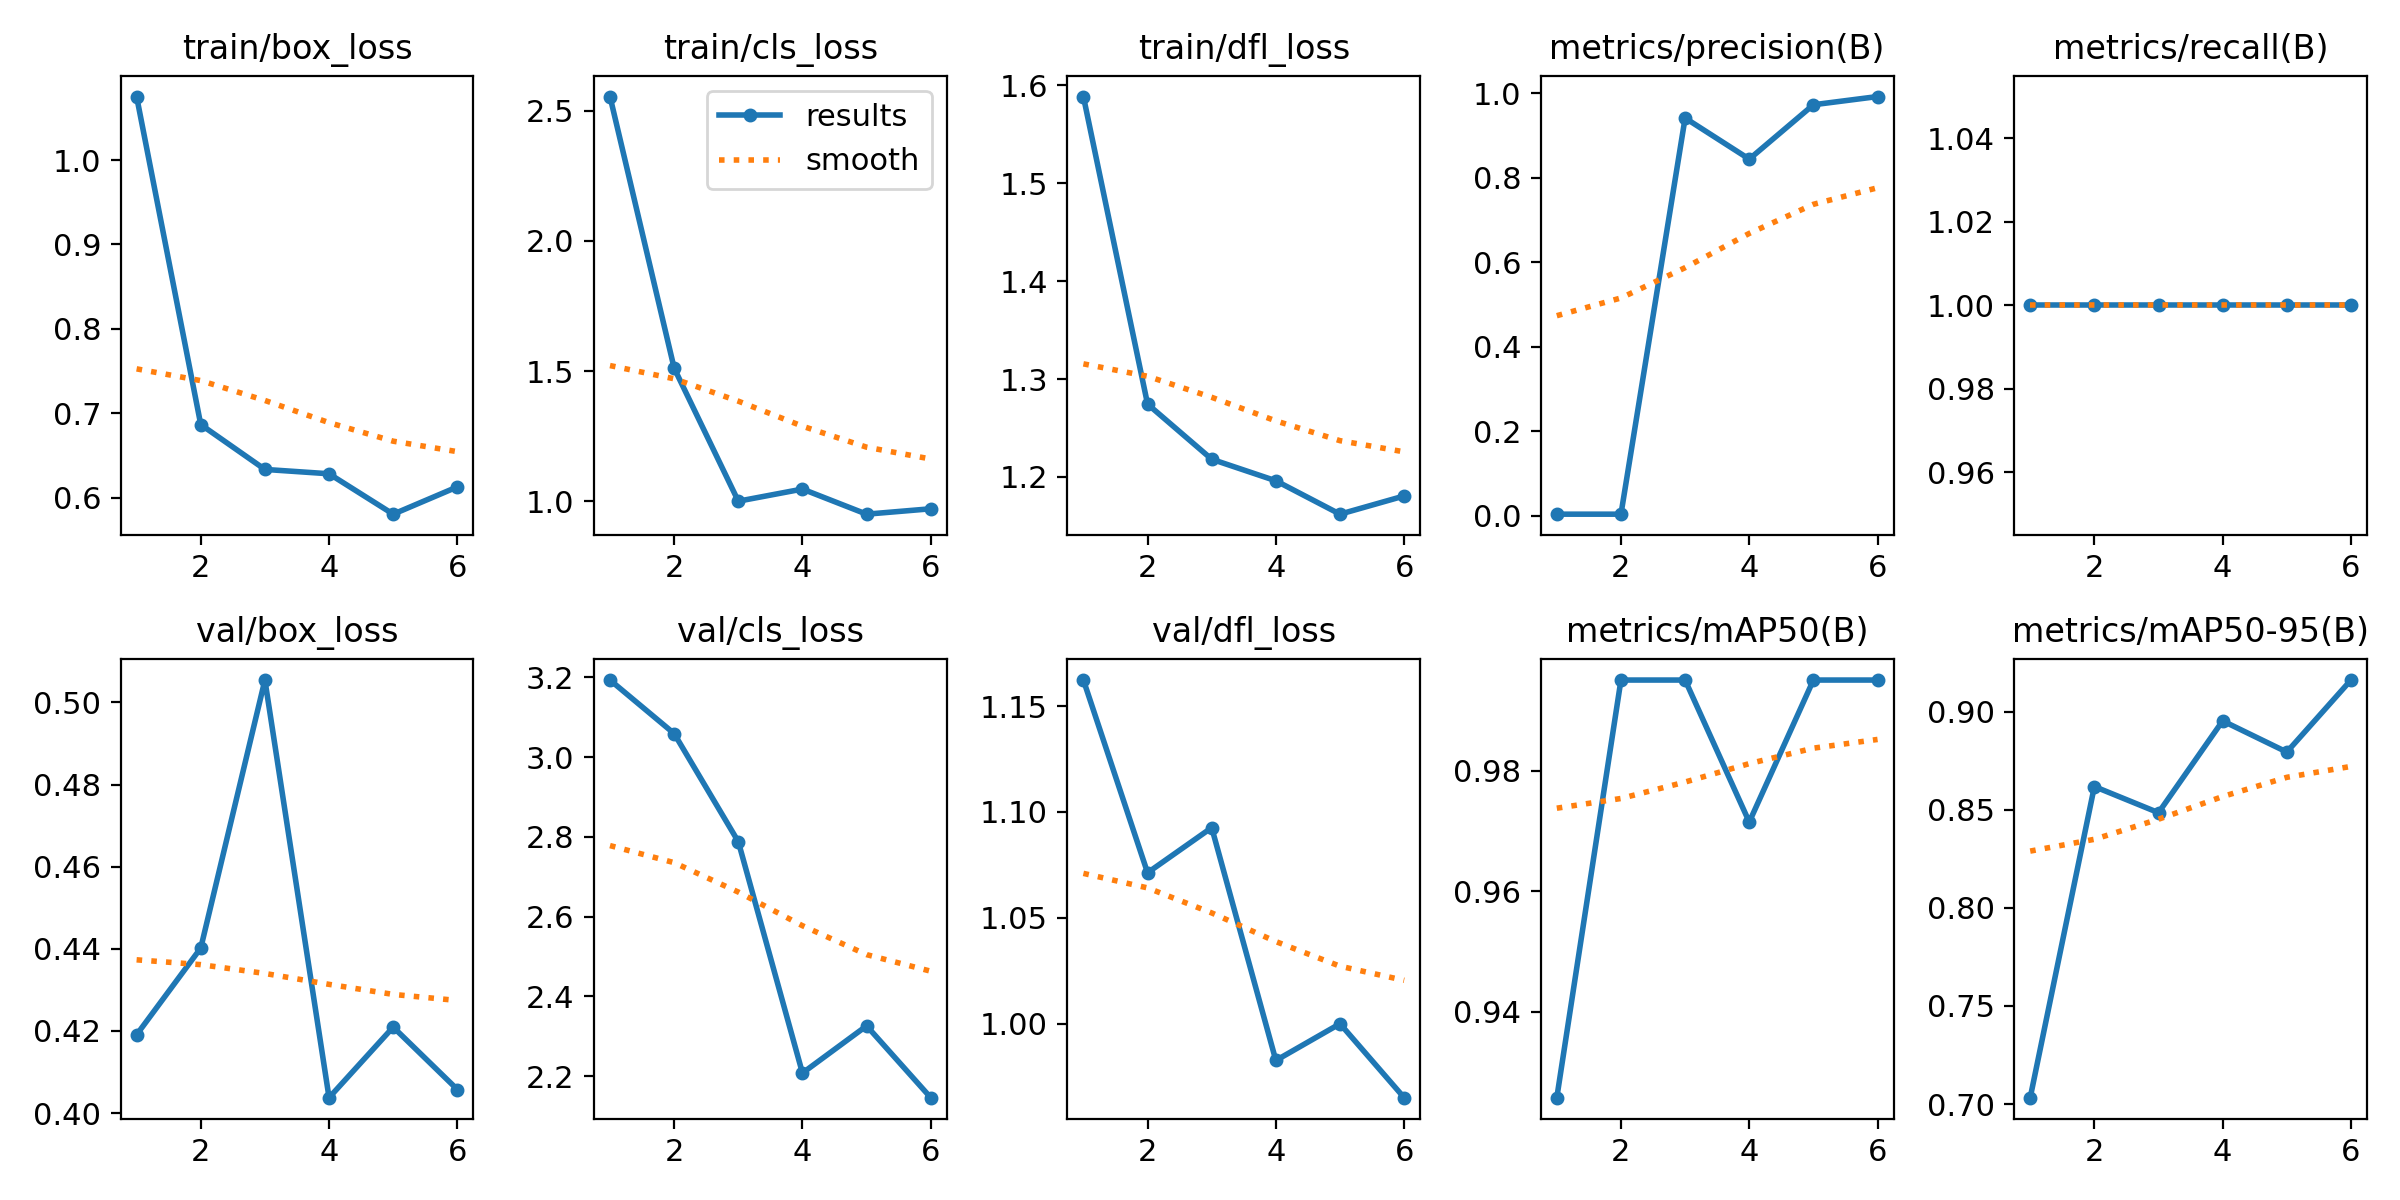 train/box_loss
1.0
0.9
0.8
0.7
0.6
2 4 6
train/cls_loss
2.5
2.0
1.5
1.0
2 4 6
results
smooth
train/dfl_loss
1.6
1.5
1.4
1.3
1.2
2 4 6
metrics/precision(B)
1.0
0.8
0.6
0.4
0.2
0.0
2 4 6
metrics/recall(B)
1.04
1.02
1.00
0.98
0.96
2 4 6
val/box_loss
0.50
0.48
0.46
0.44
0.42
0.40
2 4 6
val/cls_loss
3.2
3.0
2.8
2.6
2.4
2.2
2 4 6
val/dfl_loss
1.15
1.10
1.05
1.00
2 4 6
metrics/mAP50(B)
0.98
0.96
0.94
2 4 6
metrics/mAP50-95(B)
0.90
0.85
0.80
0.75
0.70
2 4 6